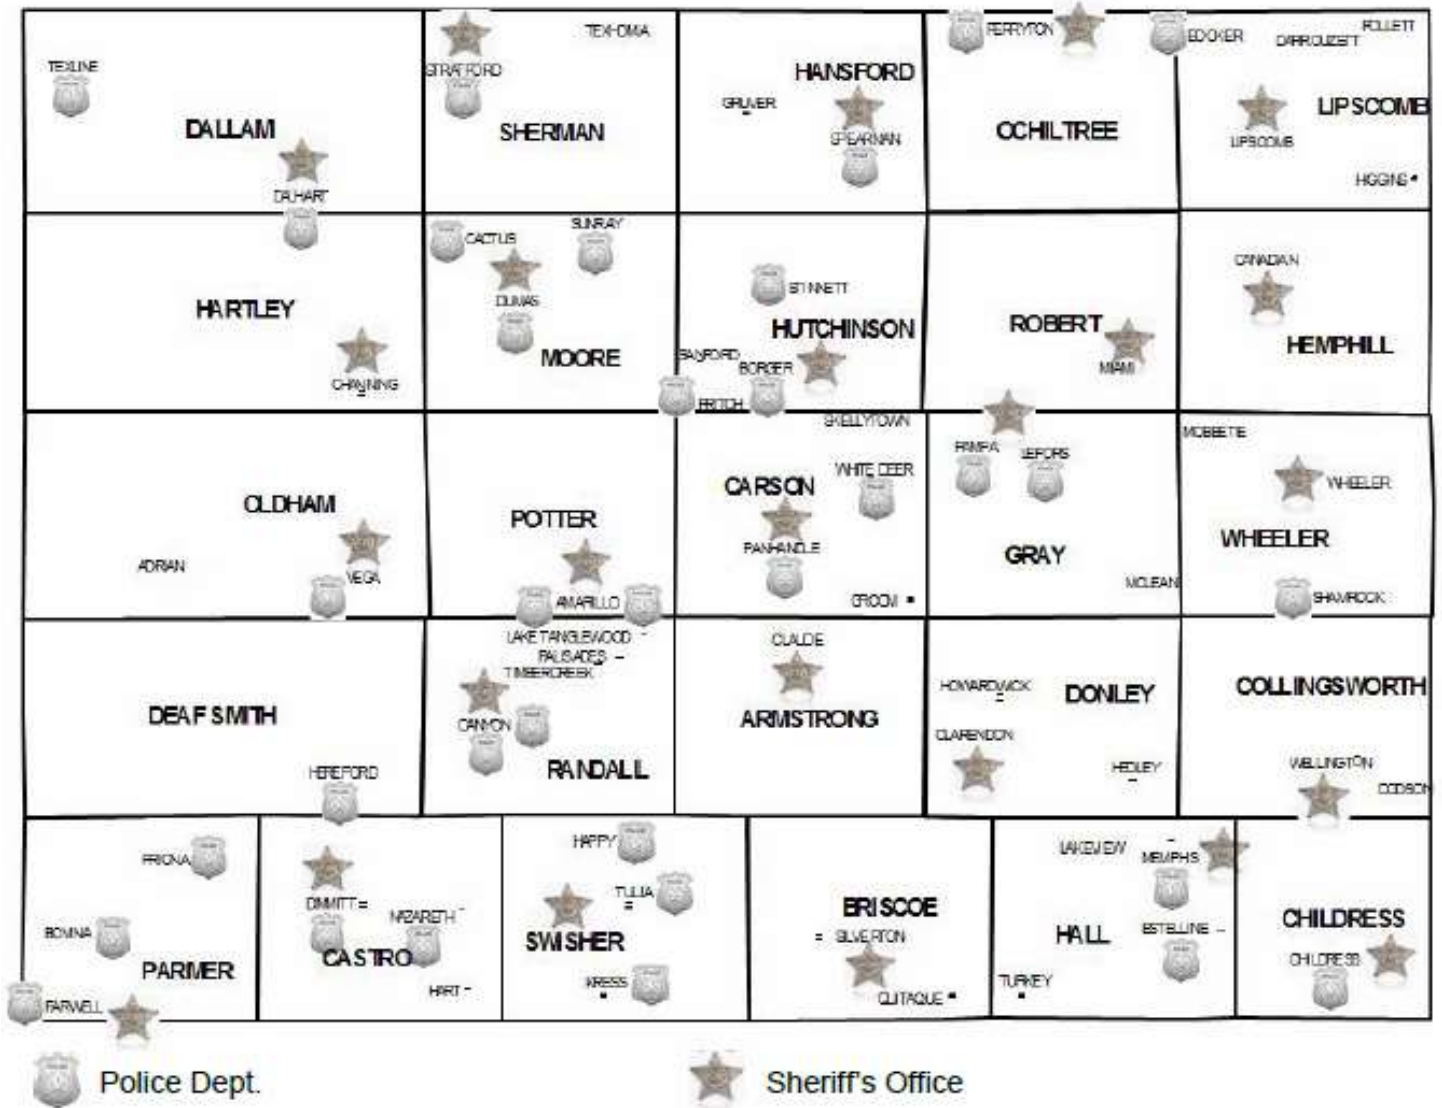 TEXLINE
DALLAM
DALHART
STRATFORD
TEXHOMA
SHERMAN
HANSFORD
GRUVER
SPEARMAN
PERRYTON
OCHILTREE
BOOKER
DARROUZETT
FOLLETT
LIPSCOMB
LIPSCOMB
HIGGINS
HARTLEY
CHANNING
CACTUS
SUNRAY
DUMAS
MOORE
STINNETT
HUTCHINSON
SANFORD
BORGER
FRITCH
ROBERT
MIAMI
CANADIAN
HEMPHILL
OLDHAM
ADRIAN
VEGA
POTTER
AMARILLO
SKELLYTOWN
WHITE DEER
CARSON
PANHANDLE
GROOM
PAMPA
LEFORS
GRAY
MCLEAN
MOBEETIE
WHEELER
WHEELER
SHAMROCK
DEAF SMITH
HEREFORD
LAKE TANGLEWOOD
PALISADES
TIMBERCREEK
CANYON
RANDALL
CLAUDE
ARMSTRONG
HOWARDWICK
DONLEY
CLARENDON
HEDLEY
COLLINGSWORTH
WELLINGTON
DODSON
FRIONA
BOVINA
PARMER
FARWELL
DIMMITT
NAZARETH
CASTRO
HART
HAPPY
TULIA
SWISHER
KRESS
BRISCOE
SILVERTON
QUITAQUE
LAKEVIEW
MEMPHIS
HALL
ESTELLINE
TURKEY
CHILDRESS
CHILDRESS
Police Dept.
Sheriff's Office